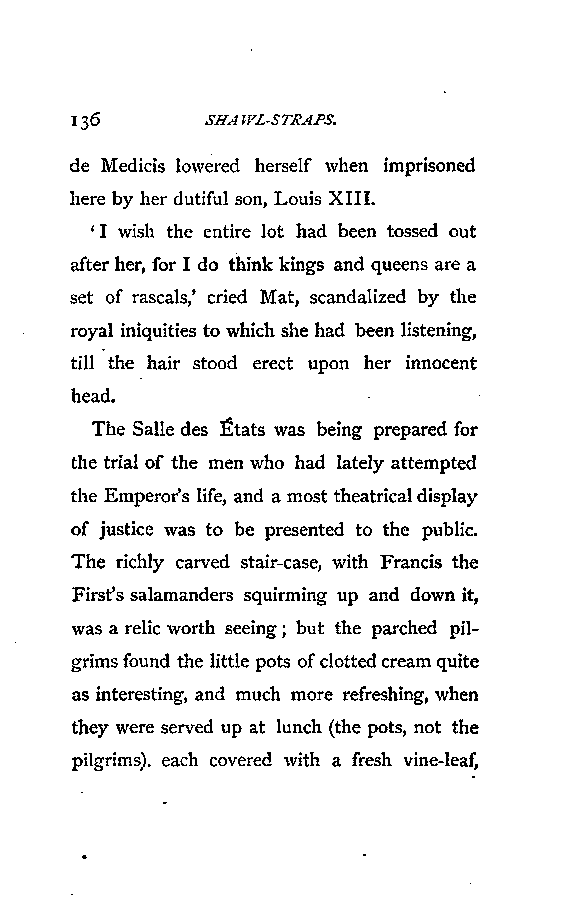 136 SHAWL-STRAPS.
de Medicis lowered herself when imprisoned
here by her dutiful son, Louis XIII.
‘I wish the entire lot had been tossed out
after her, for I do think kings and queens are a
set of rascals,’ cried Mat, scandalized by the
royal iniquities to which she had been listening,
till the hair stood erect upon her innocent
head.
The Salle des États was being prepared for
the trial of the men who had lately attempted
the Emperor’s life, and a most theatrical display
of justice was to be presented to the public.
The richly carved stair-case, with Francis the
First’s salamanders squirming up and down it,
was a relic worth seeing; but the parched pil-
grims found the little pots of clotted cream quite
as interesting, and much more refreshing, when
they were served up at lunch (the pots, not the
pilgrims). each covered with a fresh vine-leaf,